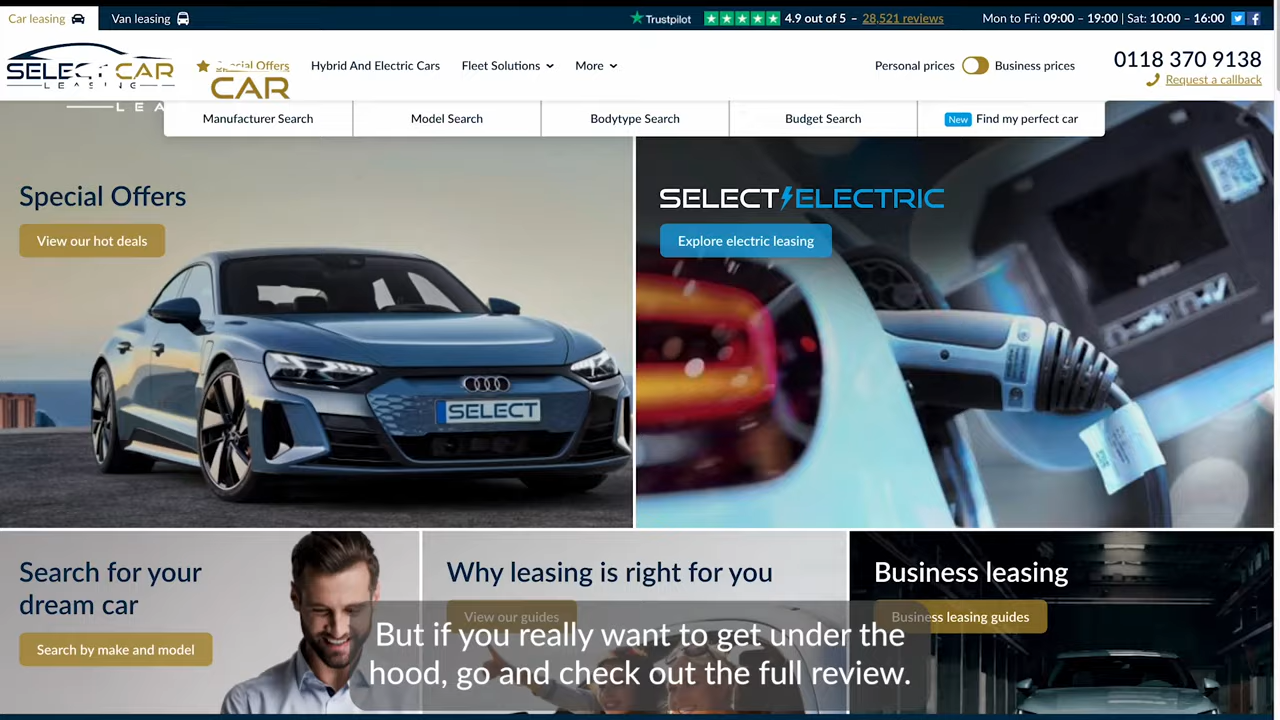 Car leasing
Van leasing
Trustpilot
4.9 out of 5 – 28,521 reviews
Mon to Fri: 09:00 – 19:00 | Sat: 10:00 – 16:00
SELECT CAR
LEASING
Special Offers
Hybrid And Electric Cars
Fleet Solutions
More
Personal prices
Business prices
0118 370 9138
Request a callback
CAR
LEA
Manufacturer Search
Model Search
Bodytype Search
Budget Search
New Find my perfect car
Special Offers
View our hot deals
SELECT ELECTRIC
Explore electric leasing
SELECT
Search for your
dream car
Search by make and model
Why leasing is right for you
View our guides
Business leasing
Business leasing guides
But if you really want to get under the
hood, go and check out the full review.